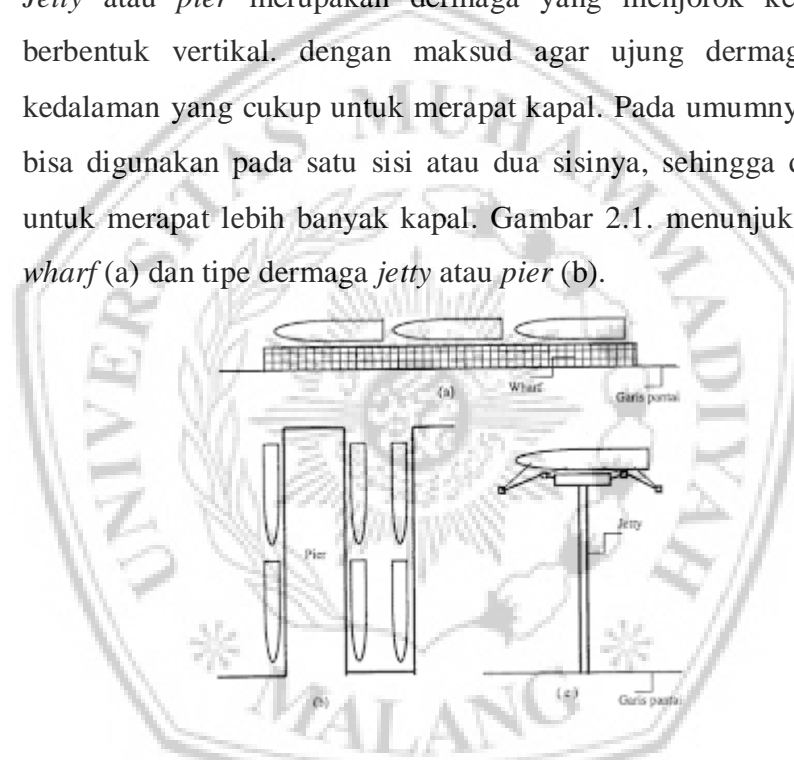 Jetty atau pier merupakan dermaga yang menjorok ke
berbentuk vertikal. dengan maksud agar ujung dermag
kedalaman yang cukup untuk merapat kapal. Pada umumny
bisa digunakan pada satu sisi atau dua sisinya, sehingga
untuk merapat lebih banyak kapal. Gambar 2.1. menunjuk
wharf (a) dan tipe dermaga jetty atau pier (b).
(a)
Wharf
Garis pantai
Pier
Jetty
(b)
(c)
Garis pantai
UNIVERSITAS MUHAMMADIYAH
MALANG